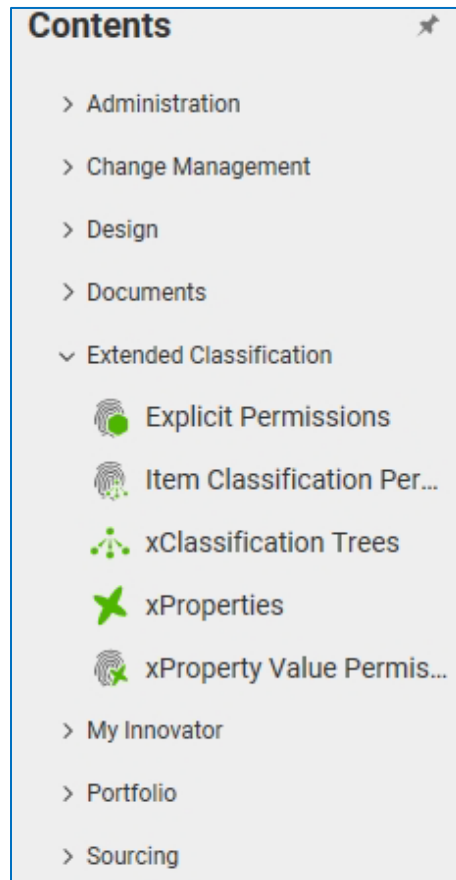 Contents
Administration
Change Management
Design
Documents
Extended Classification
Explicit Permissions
Item Classification Per...
xClassification Trees
xProperties
xProperty Value Permis...
My Innovator
Portfolio
Sourcing